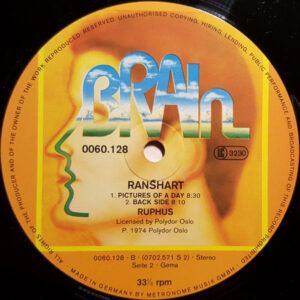 ALL RIGHTS OF THE PRODUCER AND OF THE OWNER OF THE WORK REPRODUCED RESERVED. UNAUTHORISED COPYING, HIRING, LENDING, PUBLIC PERFORMANCE AND BROADCASTING OF THIS RECORD PROHIBITED
BRAIn
0060.128
LC 3230
RANSHART
1. PICTURES OF A DAY 8:30
2. BACK SIDE 8:10
RUPHUS
Licensed by Polydor Oslo
P 1974 Polydor Oslo
0060.128 - B · (0702.571 S 2) · Stereo
Seite 2 - Gema
33⅓ rpm
MADE IN GERMANY BY METRONOME MUSIK GMBH